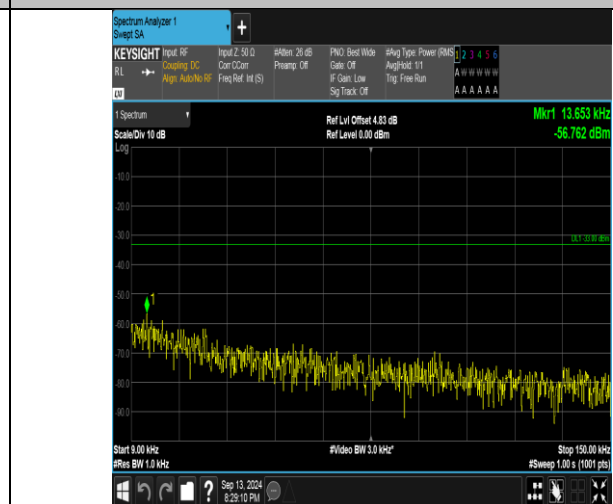 Spectrum Analyzer 1
Swept SA
+
KEYSIGHT
RL
Input: RF
Coupling: DC
Align: Auto/No RF
Input Z: 50 Ω
Corr CCorr
Freq Ref: Int (S)
#Atten: 26 dB
Preamp: Off
PNO: Best Wide
Gate: Off
IF Gain: Low
Sig Track: Off
#Avg Type: Power (RMS
Avg|Hold: 1/1
Trig: Free Run
1 2 3 4 5 6
A W W W W W
A A A A A A
1 Spectrum
Scale/Div 10 dB
Log
Ref Lvl Offset 4.83 dB
Ref Level 0.00 dBm
Mkr1 13.653 kHz
-56.762 dBm
-10.0
-20.0
-30.0
DL1 -33.00 dBm
-40.0
-50.0
1
-60.0
-70.0
-80.0
-90.0
Start 9.00 kHz
#Res BW 1.0 kHz
#Video BW 3.0 kHz*
Stop 150.00 kHz
#Sweep 1.00 s (1001 pts)
?
Sep 13, 2024
8:29:10 PM